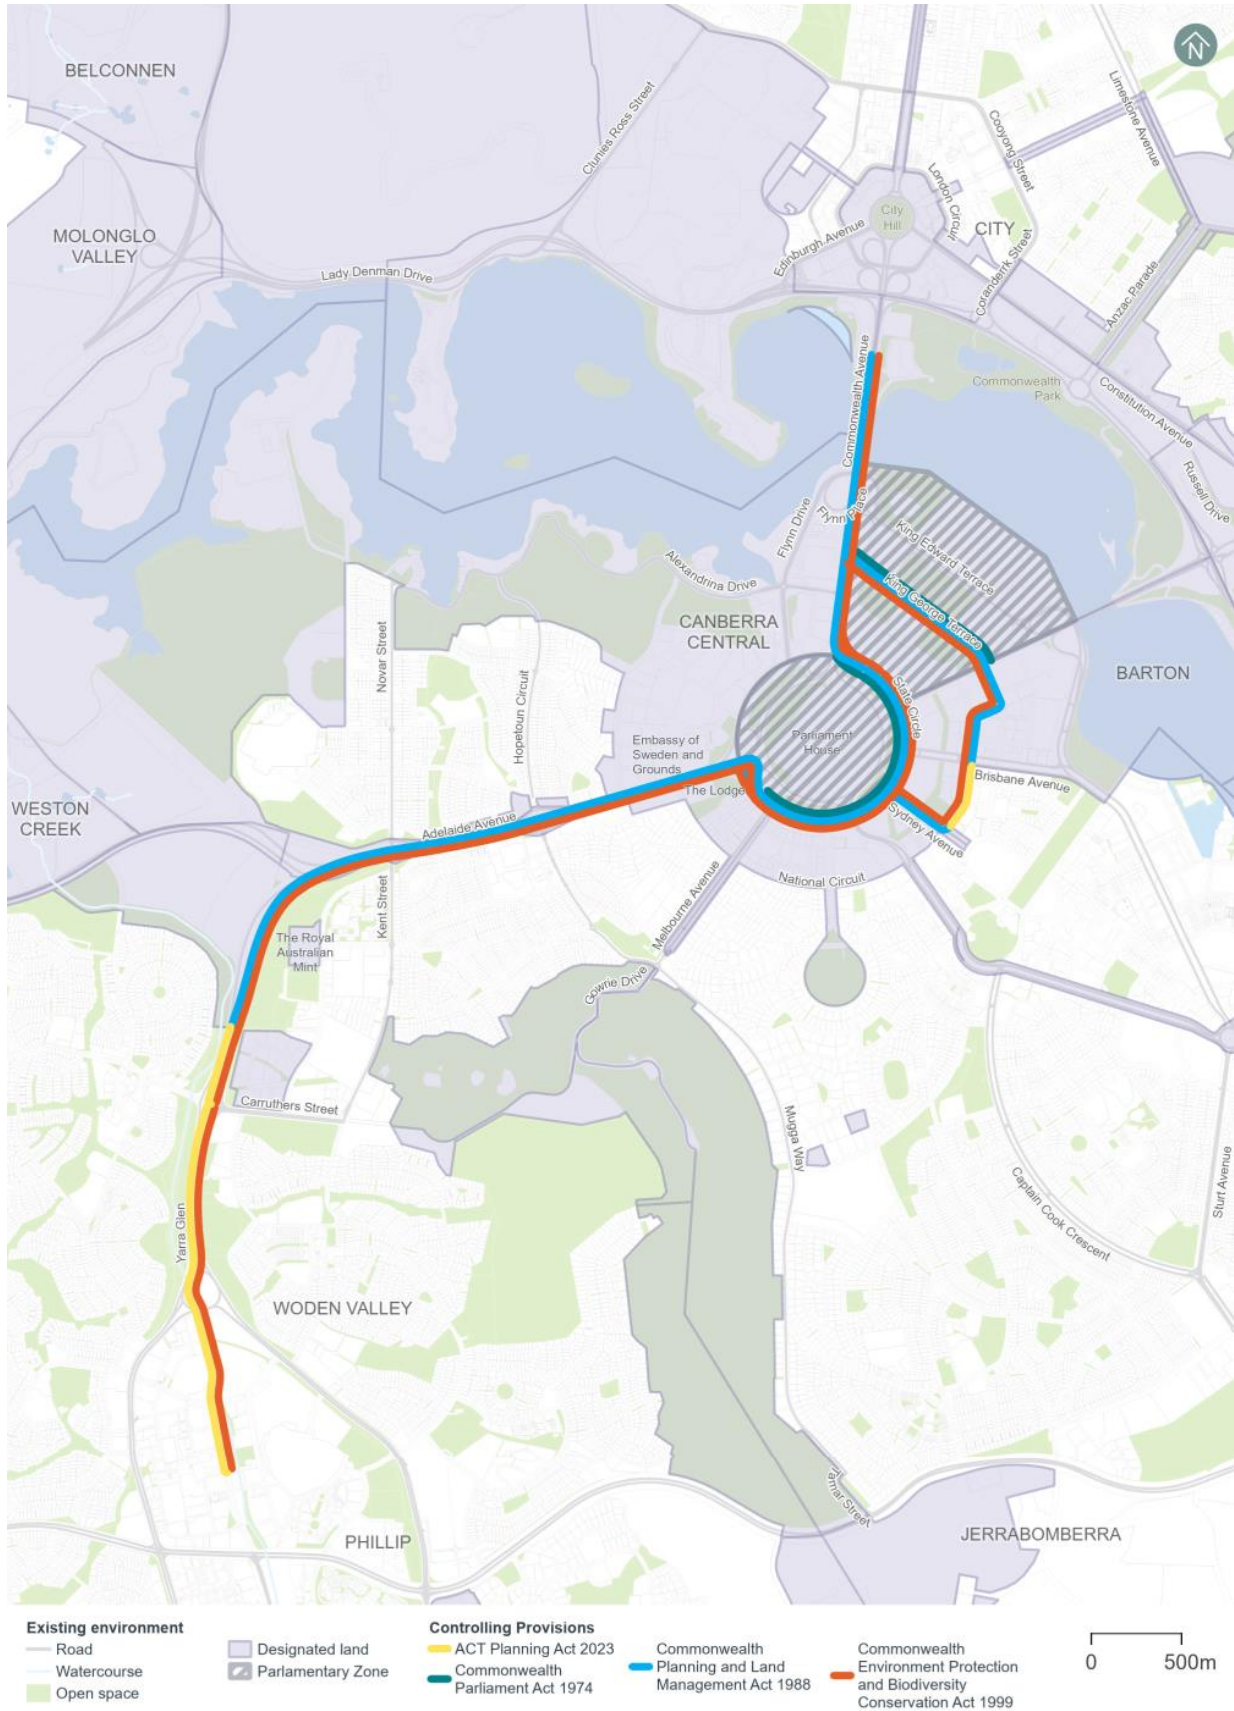 N
BELCONNEN
Clunies Ross Street
Limestone Avenue
Cooyong Street
London Circuit
City
Hill
CITY
Edinburgh Avenue
MOLONGLO
VALLEY
Lady Denman Drive
Coranderrk Street
Anzac Parade
Commonwealth Avenue
Commonwealth
Park
Constitution Avenue
Russell Drive
Flynn Drive
Flynn Place
King Edward Terrace
Alexandrina Drive
King George Terrace
CANBERRA
CENTRAL
Novar Street
BARTON
State Circle
Hopetoun Circuit
Embassy of
Sweden and
Grounds
Parliament
House
Brisbane Avenue
The Lodge
WESTON
CREEK
Adelaide Avenue
Sydney Avenue
National Circuit
Kent Street
Melbourne Avenue
The Royal
Australian
Mint
Gowrie Drive
Carruthers Street
Mugga Way
Captain Cook Crescent
Sturt Avenue
Yarra Glen
WODEN VALLEY
Tamar Street
PHILLIP
JERRABOMBERRA
Existing environment
Road
Watercourse
Open space
Designated land
Parlamentary Zone
Controlling Provisions
ACT Planning Act 2023
Commonwealth
Parliament Act 1974
Commonwealth
Planning and Land
Management Act 1988
Commonwealth
Environment Protection
and Biodiversity
Conservation Act 1999
0 500m